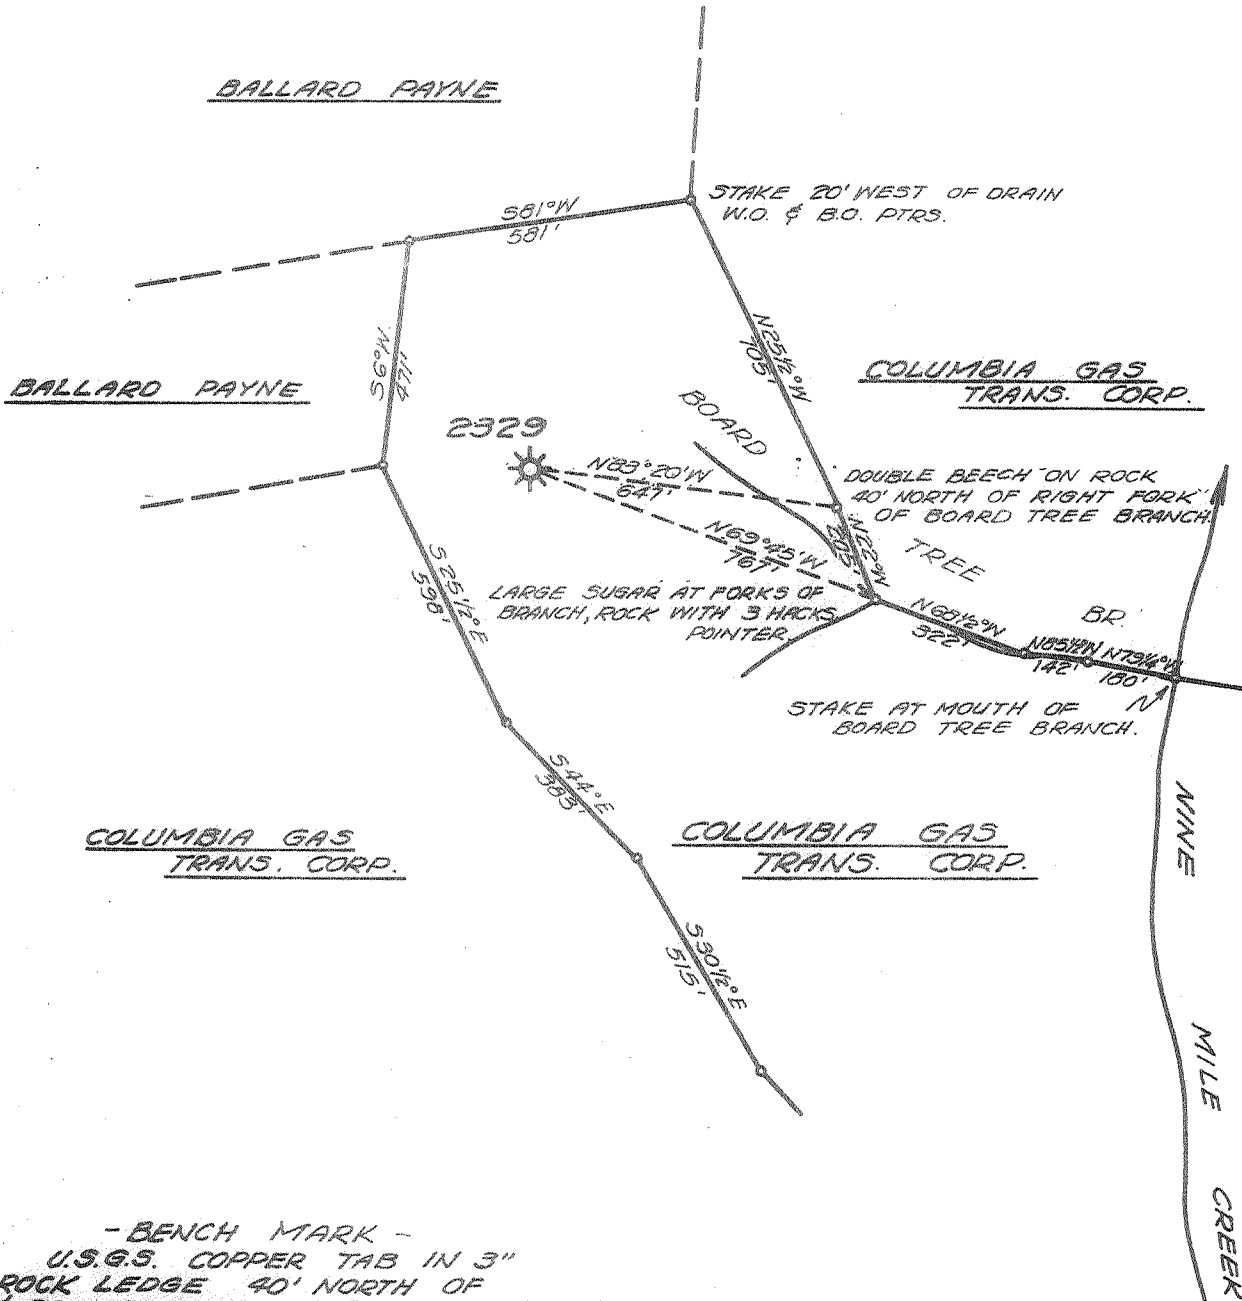 BALLARD PAYNE
STAKE 20' WEST OF DRAIN
W.O. & B.O. PTRS.
S81°W
581'
S6°W.
471'
N25½°W
705'
COLUMBIA GAS
TRANS. CORP.
BALLARD PAYNE
BOARD
2329
N83°20'W
647'
DOUBLE BEECH ON ROCK
40' NORTH OF RIGHT FORK
OF BOARD TREE BRANCH.
N69°45'W
767'
N22°W
205'
TREE
S25½°E
598'
LARGE SUGAR AT FORKS OF
BRANCH, ROCK WITH 3 HACKS
POINTER.
N68½°W
322'
BR.
N85½W
142'
N79¼°W
180'
STAKE AT MOUTH OF
BOARD TREE BRANCH.
S44°E
383'
NINE
COLUMBIA GAS
TRANS. CORP.
COLUMBIA GAS
TRANS. CORP.
S30½°E
515'
MILE
CREEK
- BENCH MARK -
U.S.G.S. COPPER TAB IN 3"
ROCK LEDGE 40' NORTH OF